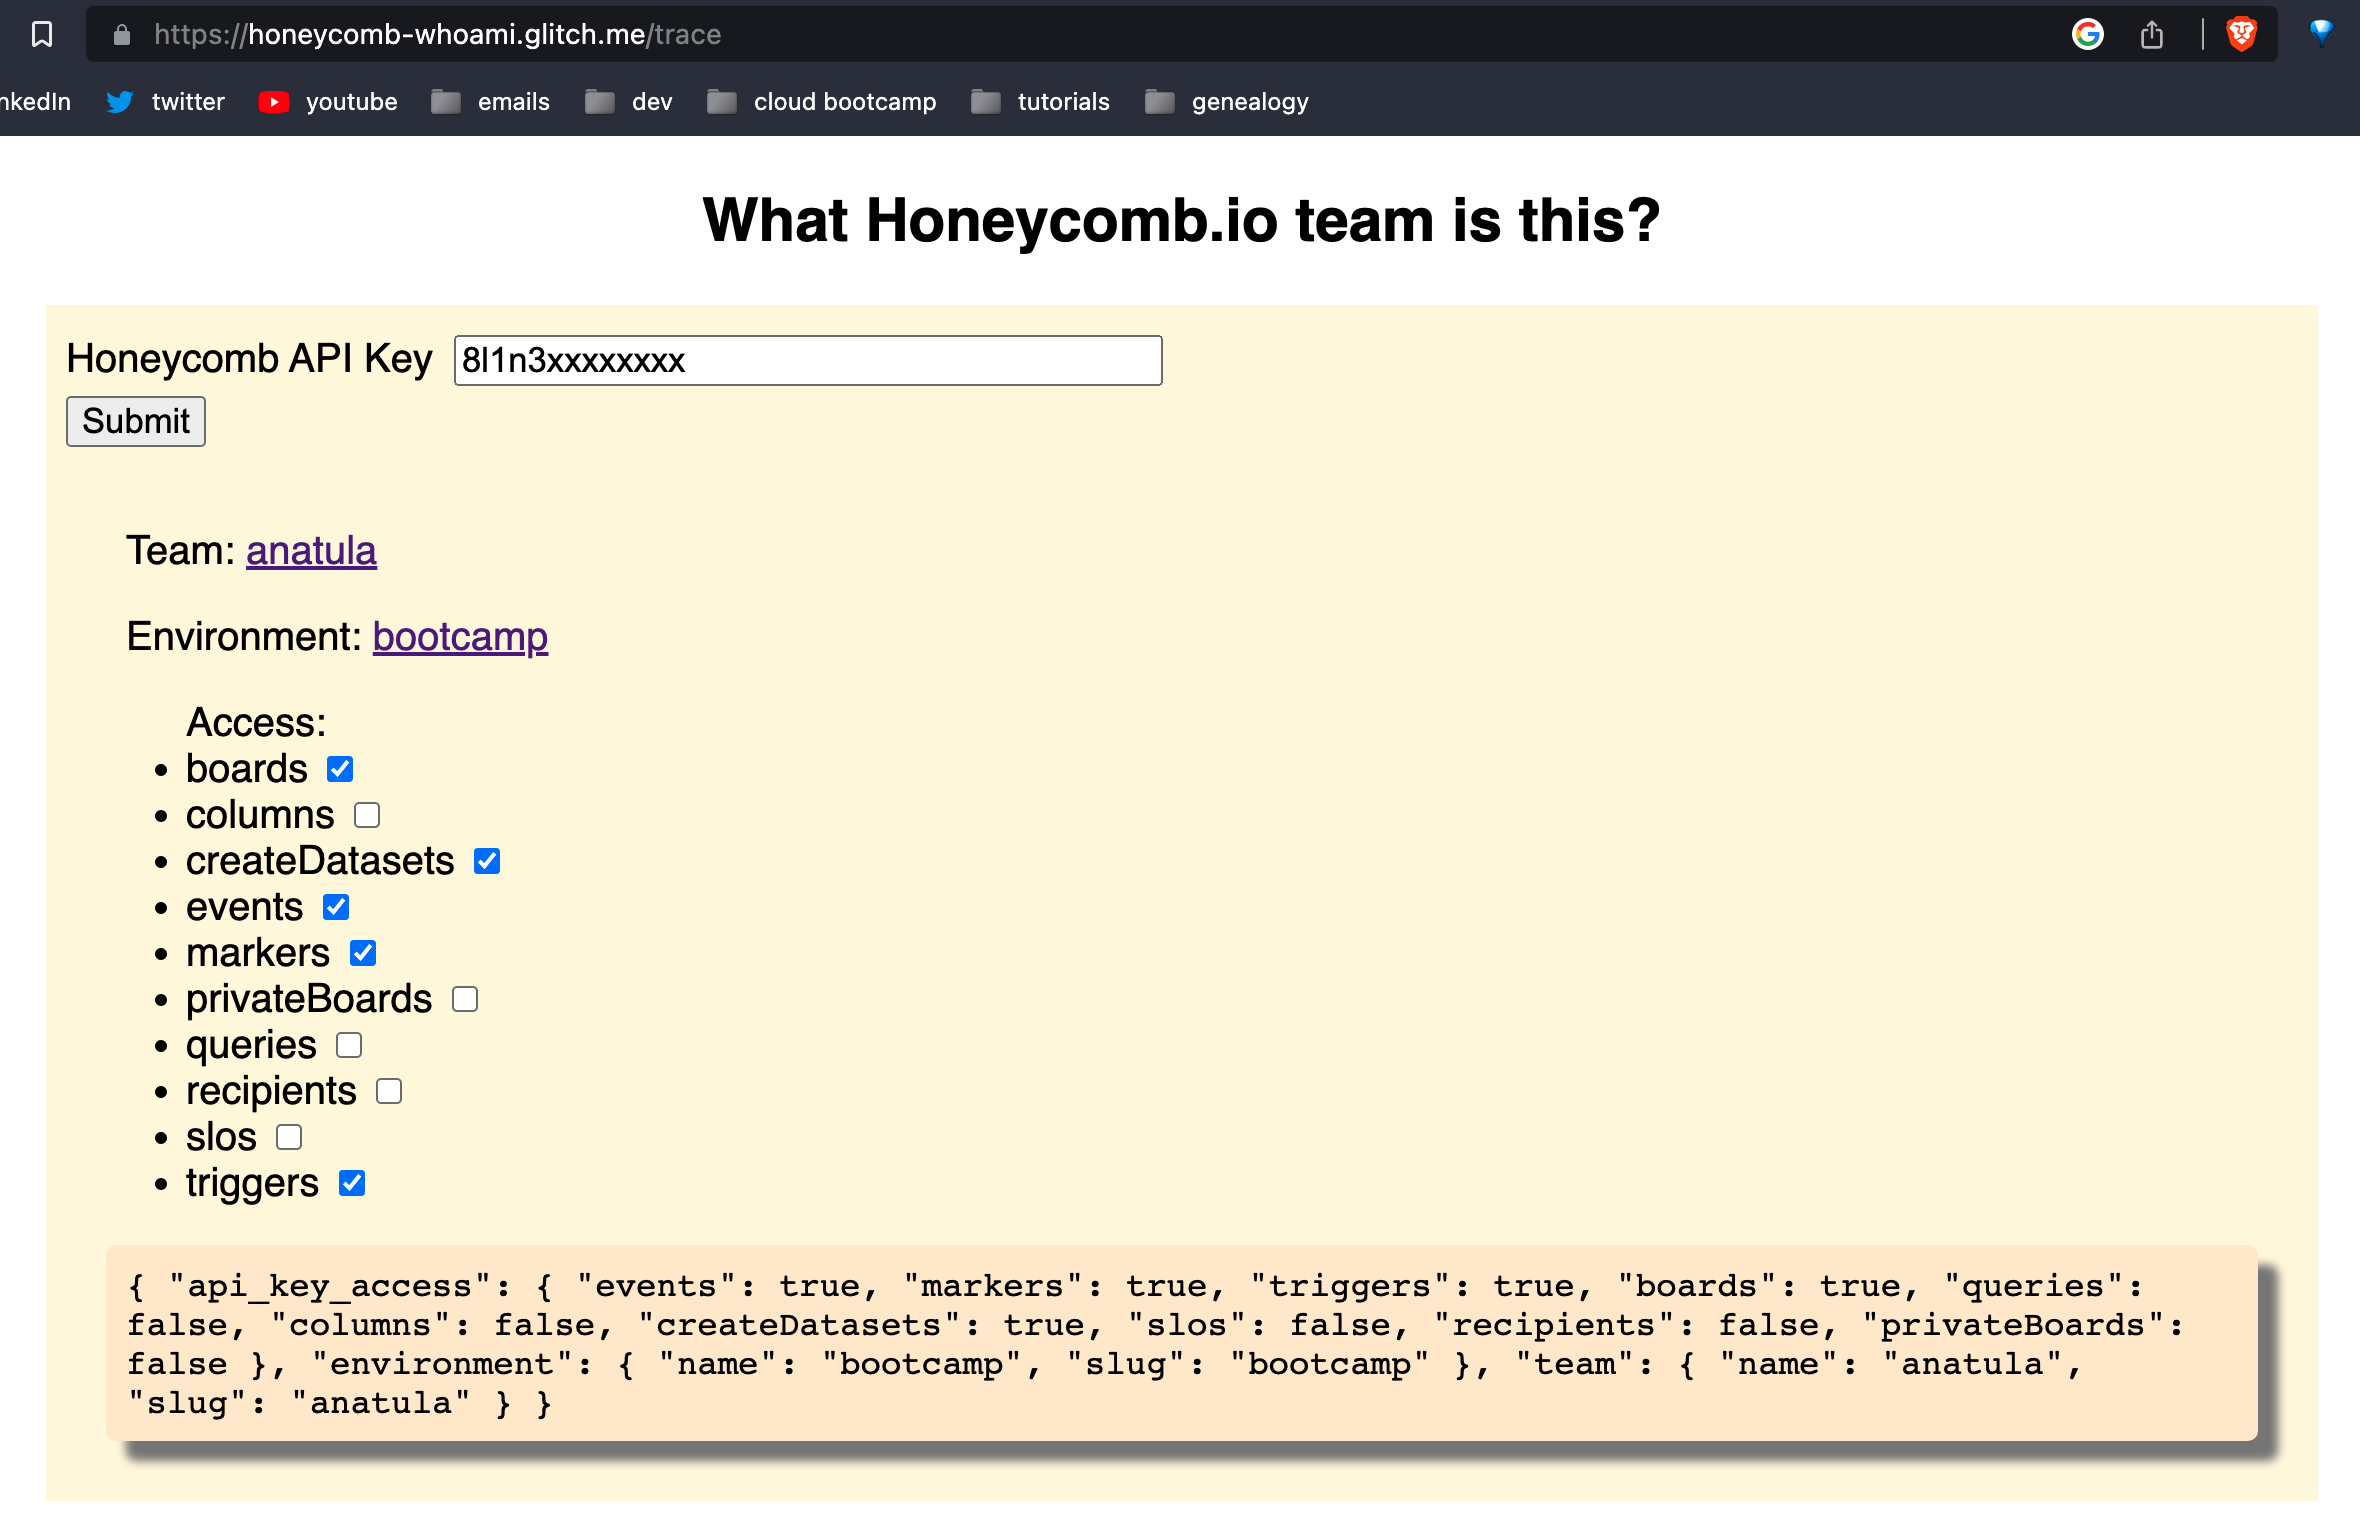 https://honeycomb-whoami.glitch.me/trace
nkedIn twitter youtube emails dev cloud bootcamp tutorials genealogy
What Honeycomb.io team is this?
Honeycomb API Key 8l1n3xxxxxxxx
Submit
Team: anatula
Environment: bootcamp
Access:
boards
columns
createDatasets
events
markers
privateBoards
queries
recipients
slos
triggers
{ "api_key_access": { "events": true, "markers": true, "triggers": true, "boards": true, "queries":
false, "columns": false, "createDatasets": true, "slos": false, "recipients": false, "privateBoards":
false }, "environment": { "name": "bootcamp", "slug": "bootcamp" }, "team": { "name": "anatula",
"slug": "anatula" } }